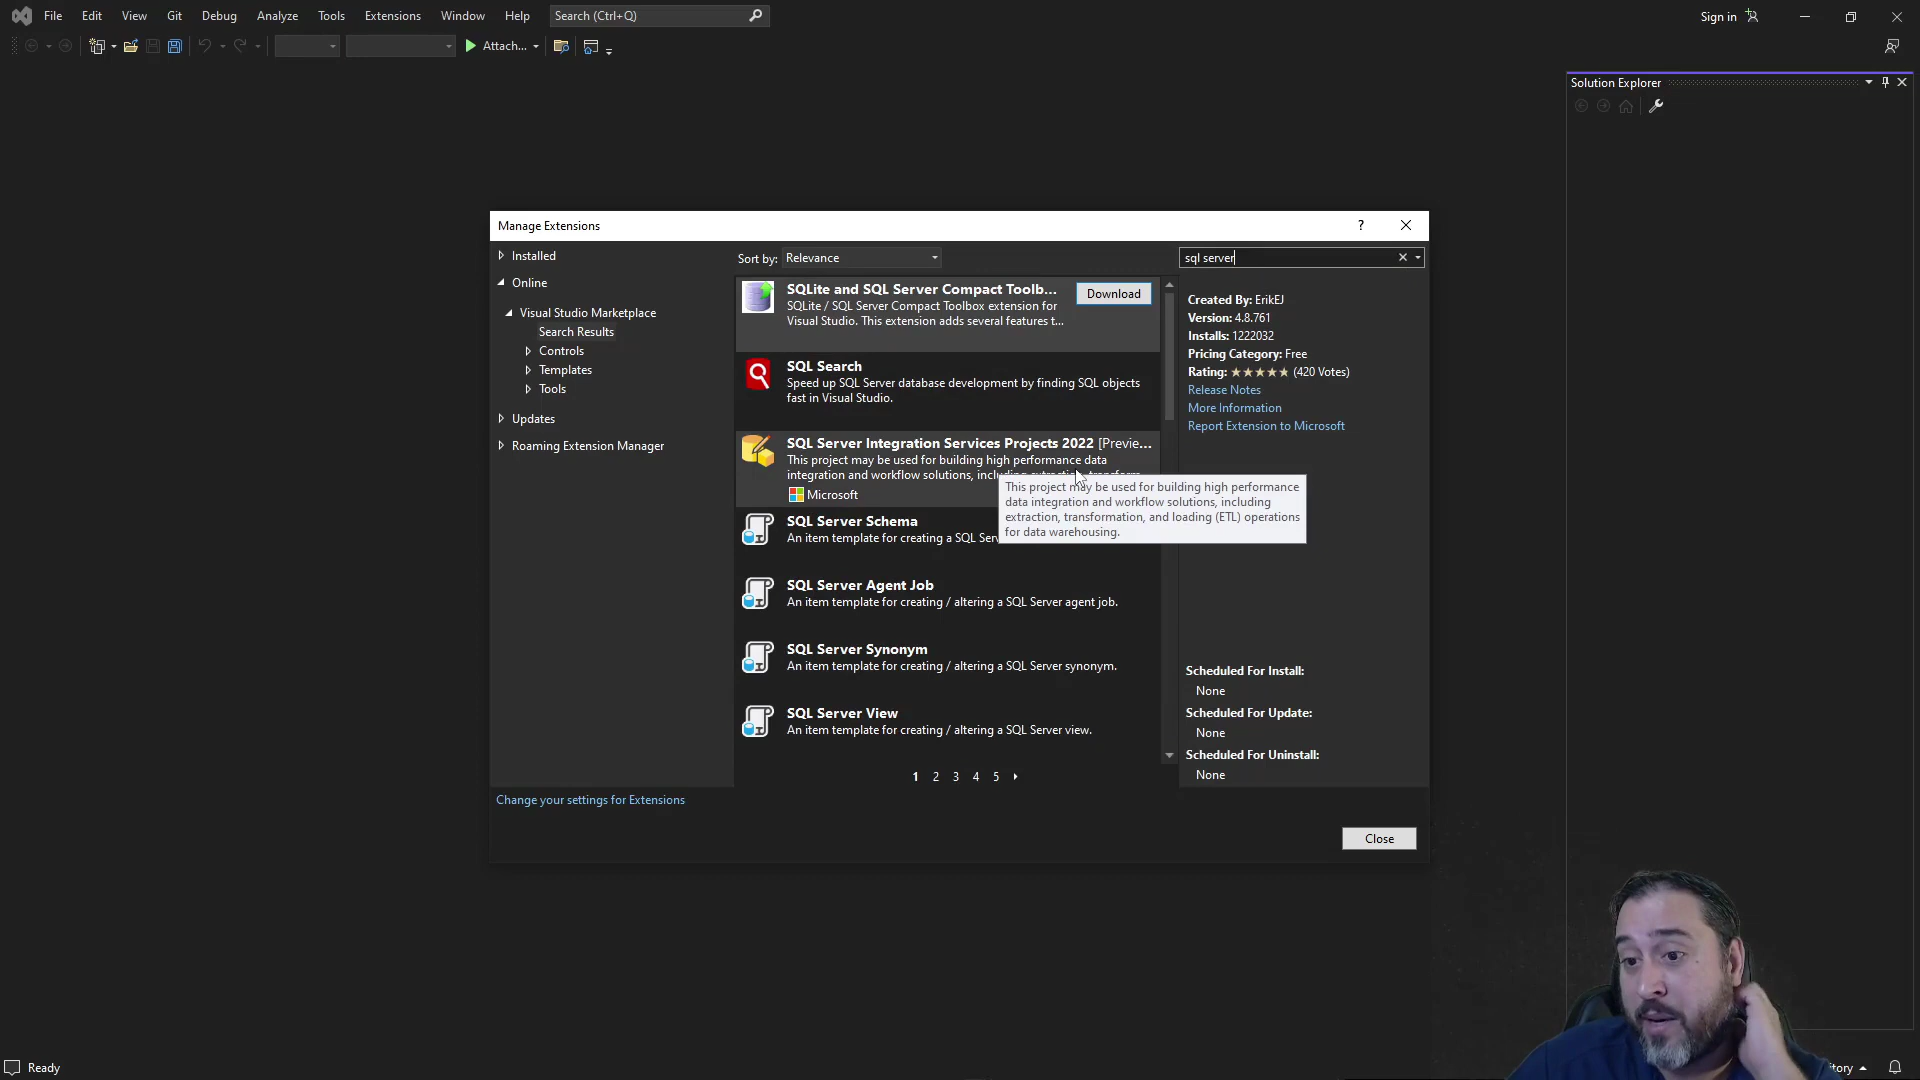 File Edit View Git Debug Analyze Tools Extensions Window Help Search (Ctrl+Q) Sign in
Attach...
Solution Explorer
Manage Extensions ?
Installed
Online
Visual Studio Marketplace
Search Results
Controls
Templates
Tools
Updates
Roaming Extension Manager
Change your settings for Extensions
Sort by: Relevance
SQLite and SQL Server Compact Toolb... Download
SQLite / SQL Server Compact Toolbox extension for
Visual Studio. This extension adds several features t...
SQL Search
Speed up SQL Server database development by finding SQL objects
fast in Visual Studio.
SQL Server Integration Services Projects 2022 [Previe...
This project may be used for building high performance data
integration and workflow solutions,
Microsoft
This project may be used for building high performance
data integration and workflow solutions, including
extraction, transformation, and loading (ETL) operations
for data warehousing.
SQL Server Schema
An item template for creating a SQL
SQL Server Agent Job
An item template for creating / altering a SQL Server agent job.
SQL Server Synonym
An item template for creating / altering a SQL Server synonym.
SQL Server View
An item template for creating / altering a SQL Server view.
1 2 3 4 5
sql server
Created By: ErikEJ
Version: 4.8.761
Installs: 1222032
Pricing Category: Free
Rating: ★★★★★ (420 Votes)
Release Notes
More Information
Report Extension to Microsoft
Scheduled For Install:
None
Scheduled For Update:
None
Scheduled For Uninstall:
None
Close
Ready